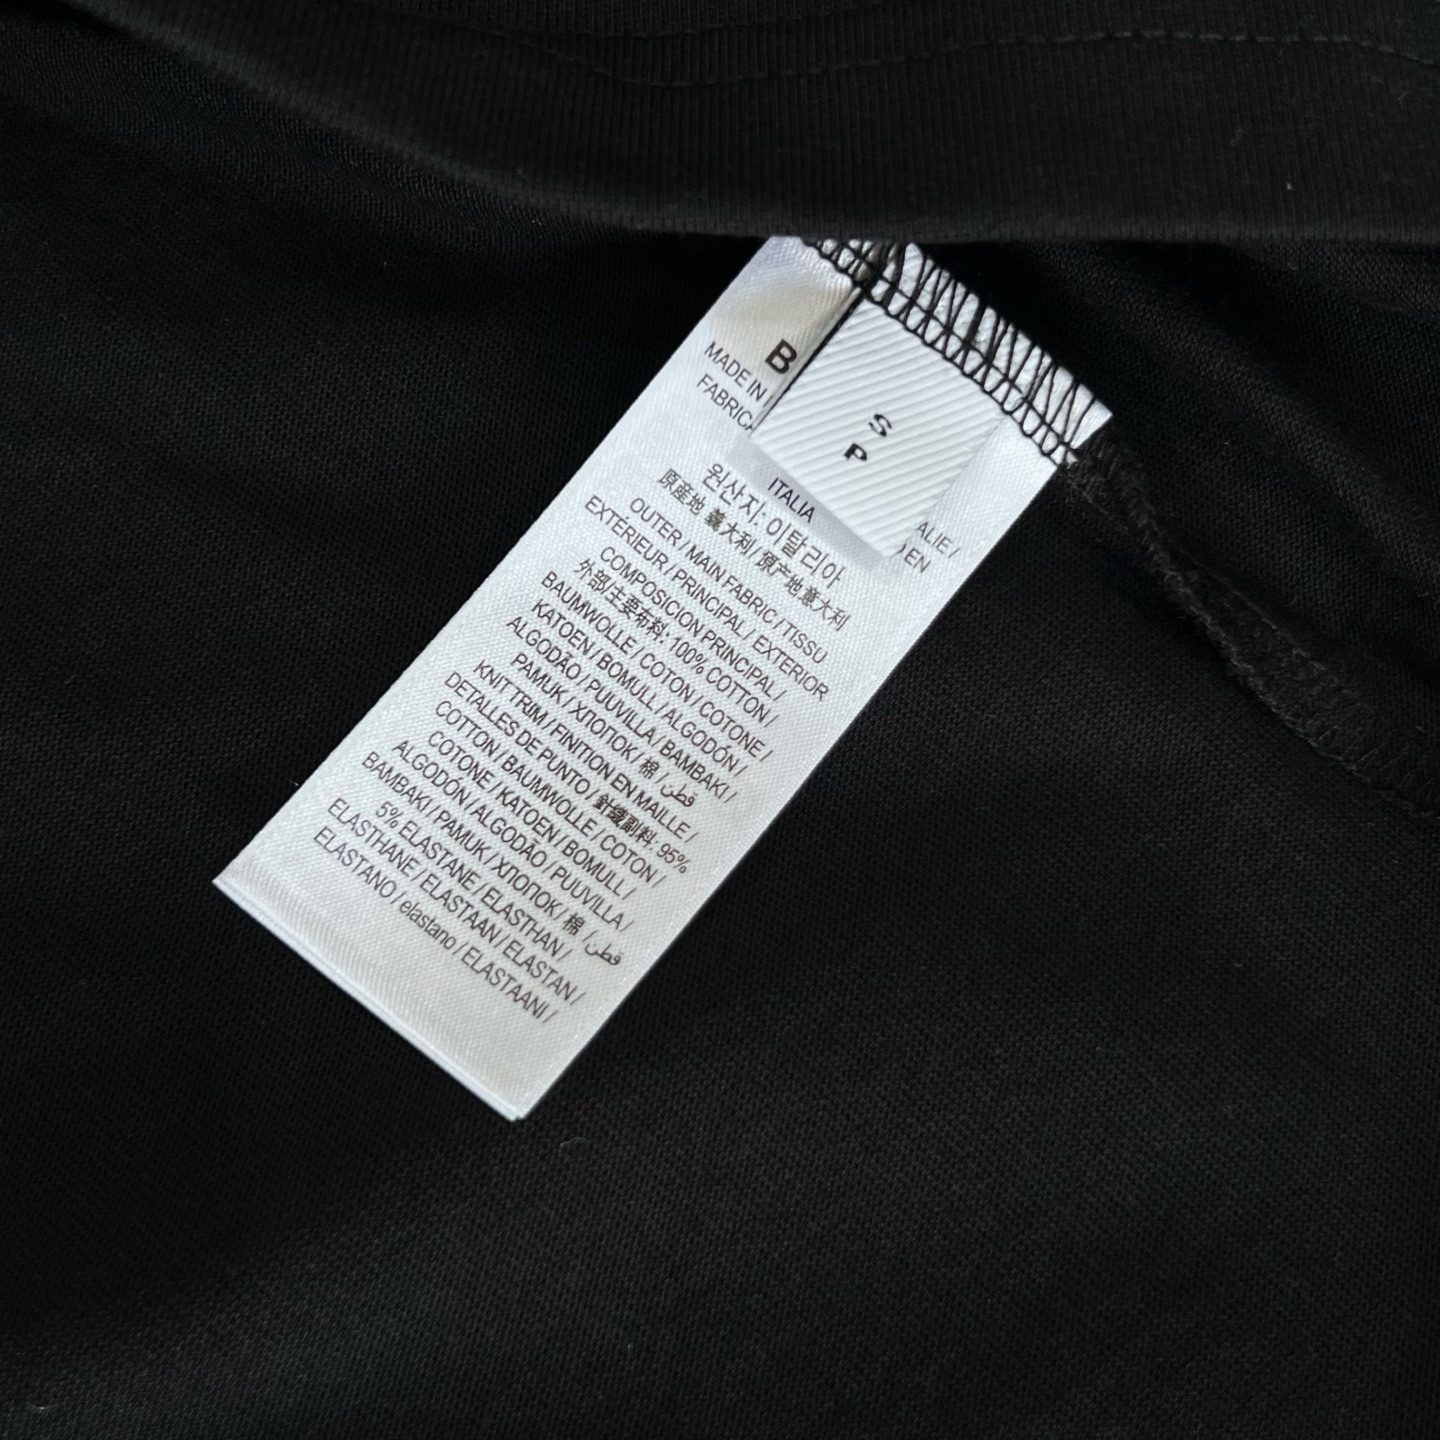 B
MADE IN
FABRICA
ALIE /
EN
S
P
ITALIA
원산지: 이탈리아
原産地 義大利 / 原产地意大利
OUTER / MAIN FABRIC / TISSU
EXTÉRIEUR / PRINCIPAL / EXTERIOR
COMPOSICION PRINCIPAL /
外部/主要布料: 100% COTTON /
BAUMWOLLE / COTON / COTONE /
KATOEN / BOMULL / ALGODÓN /
ALGODÃO / PUUVILLA / BAMBAKI /
PAMUK / ХЛОПОК / 棉 / قطن
KNIT TRIM / FINITION EN MAILLE /
DETALLES DE PUNTO / 針織副料: 95%
COTTON / BAUMWOLLE / COTON /
COTONE / KATOEN / BOMULL /
ALGODÓN / ALGODÃO / PUUVILLA /
BAMBAKI / PAMUK / ХЛОПОК / 棉 / قطن
5% ELASTANE / ELASTHAN /
ELASTHANE / ELASTAAN / ELASTAN /
ELASTANO / elastano / ELASTAANI /